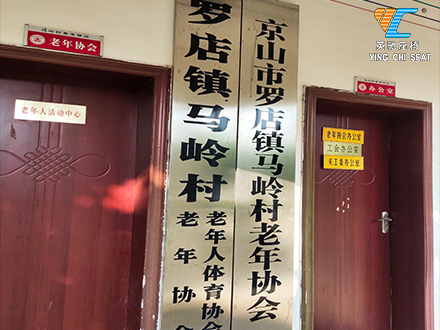 老年协会
老年人活动中心
罗店镇马岭村
老年人体育协会
老年协会
京山市罗店镇马岭村老年协会
英驰座椅
YING CHI SEAT
办公室
老年协会办公室
工会办公室
关工委办公室